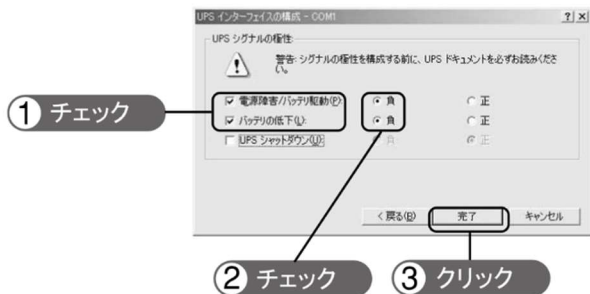 UPS インターフェイスの構成 - COM1
UPS シグナルの極性
警告: シグナルの極性を構成する前に、UPS ドキュメントを必ずお読みくださ
い。
① チェック
電源障害/バッテリ駆動(P): 負 正
バッテリの低下(L): 負 正
UPS シャットダウン(U): 負 正
< 戻る(B) 完了 キャンセル
② チェック ③ クリック